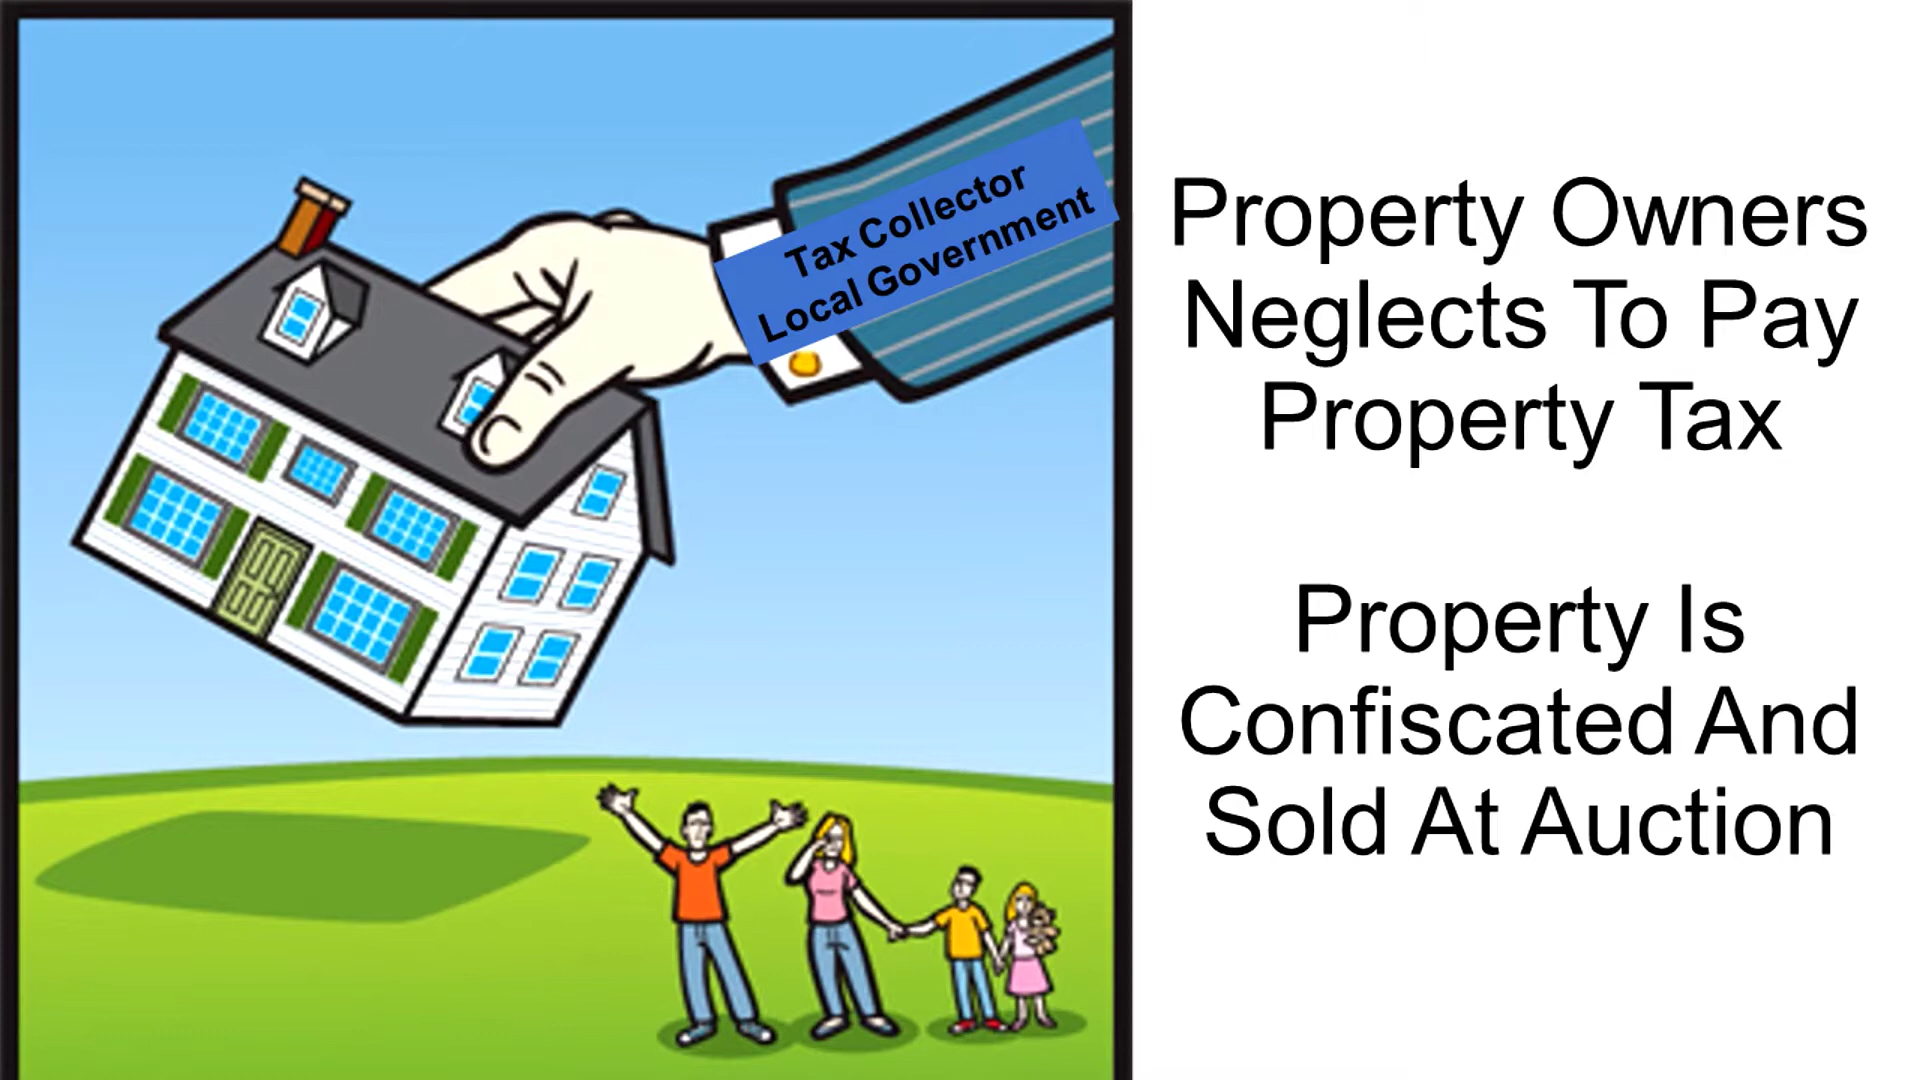 Tax Collector
Local Government
Property Owners
Neglects To Pay
Property Tax
Property Is
Confiscated And
Sold At Auction